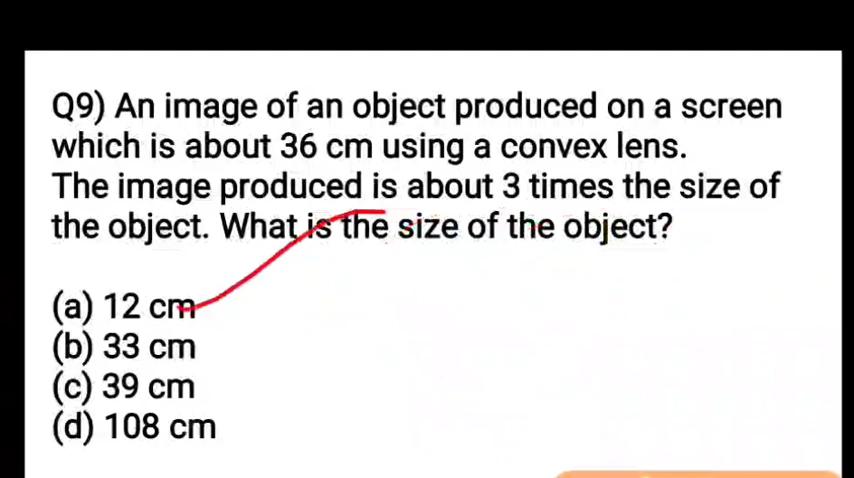 Q9) An image of an object produced on a screen
which is about 36 cm using a convex lens.
The image produced is about 3 times the size of
the object. What is the size of the object?
(a) 12 cm
(b) 33 cm
(c) 39 cm
(d) 108 cm